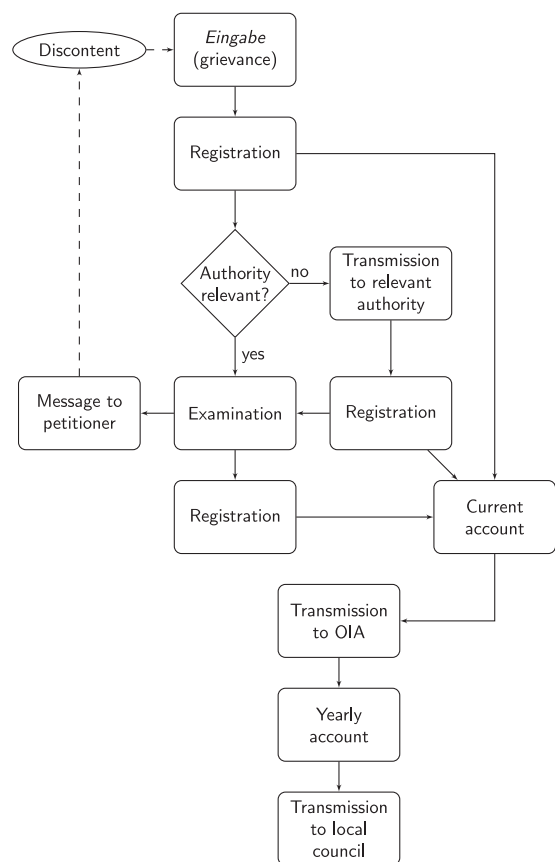 Discontent
Eingabe
(grievance)
Registration
Authority
relevant?
no
Transmission
to relevant
authority
yes
Message to
petitioner
Examination
Registration
Registration
Current
account
Transmission
to OIA
Yearly
account
Transmission
to local
council